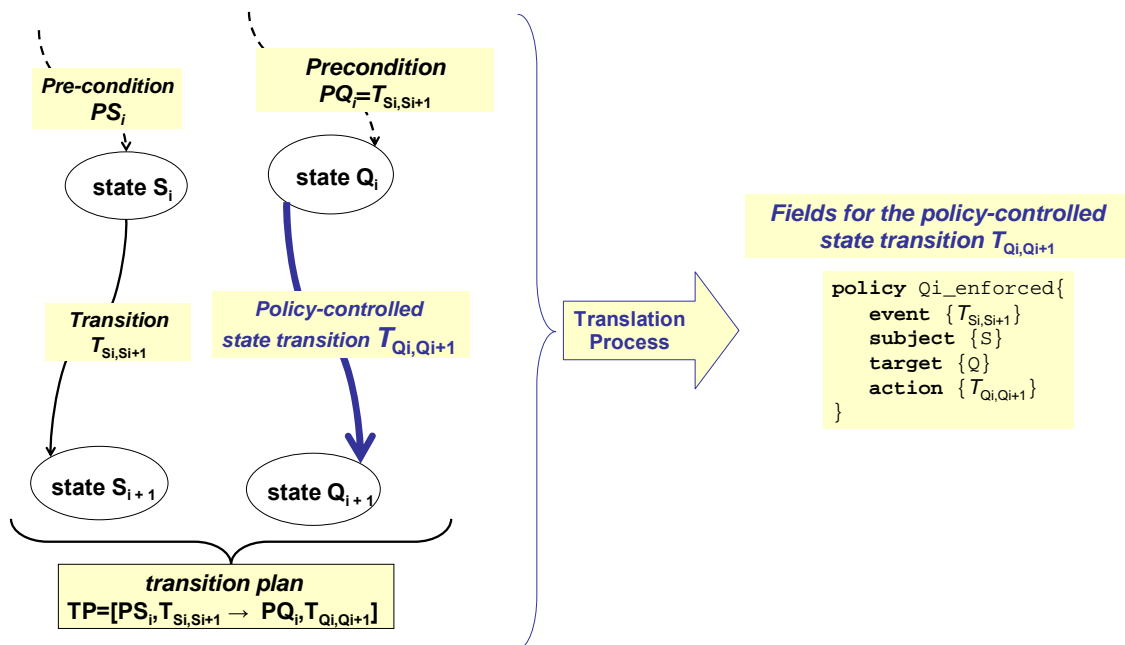 Pre-condition
PSi
Precondition
PQi=TSi,Si+1
state Si
state Qi
Transition
TSi,Si+1
Policy-controlled
state transition TQi,Qi+1
state Si + 1
state Qi + 1
transition plan
TP=[PSi,TSi,Si+1 → PQi,TQi,Qi+1]
Translation
Process
Fields for the policy-controlled
state transition TQi,Qi+1
policy Qi_enforced{
event {TSi,Si+1}
subject {S}
target {Q}
action {TQi,Qi+1}
}